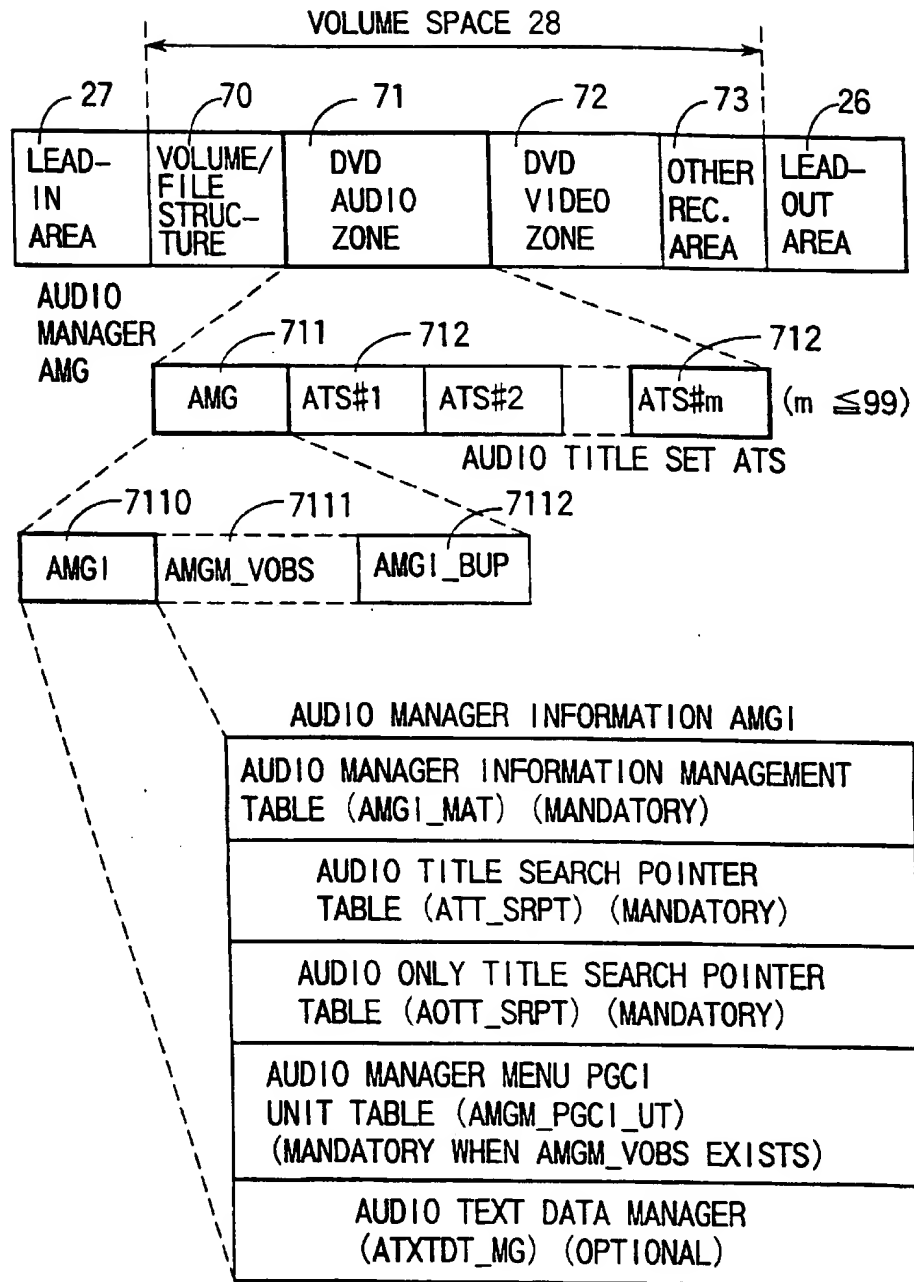 VOLUME SPACE 28
27
70
71
72
73
26
LEAD-
IN
AREA
VOLUME/
FILE
STRUC-
TURE
DVD
AUDIO
ZONE
DVD
VIDEO
ZONE
OTHER
REC.
AREA
LEAD-
OUT
AREA
AUDIO
MANAGER
AMG
711
712
712
AMG
ATS#1
ATS#2
ATS#m
(m ≦99)
AUDIO TITLE SET ATS
7110
7111
7112
AMGI
AMGM_VOBS
AMGI_BUP
AUDIO MANAGER INFORMATION AMGI
AUDIO MANAGER INFORMATION MANAGEMENT
TABLE (AMGI_MAT) (MANDATORY)
AUDIO TITLE SEARCH POINTER
TABLE (ATT_SRPT) (MANDATORY)
AUDIO ONLY TITLE SEARCH POINTER
TABLE (AOTT_SRPT) (MANDATORY)
AUDIO MANAGER MENU PGCI
UNIT TABLE (AMGM_PGCI_UT)
(MANDATORY WHEN AMGM_VOBS EXISTS)
AUDIO TEXT DATA MANAGER
(ATXTDT_MG) (OPTIONAL)